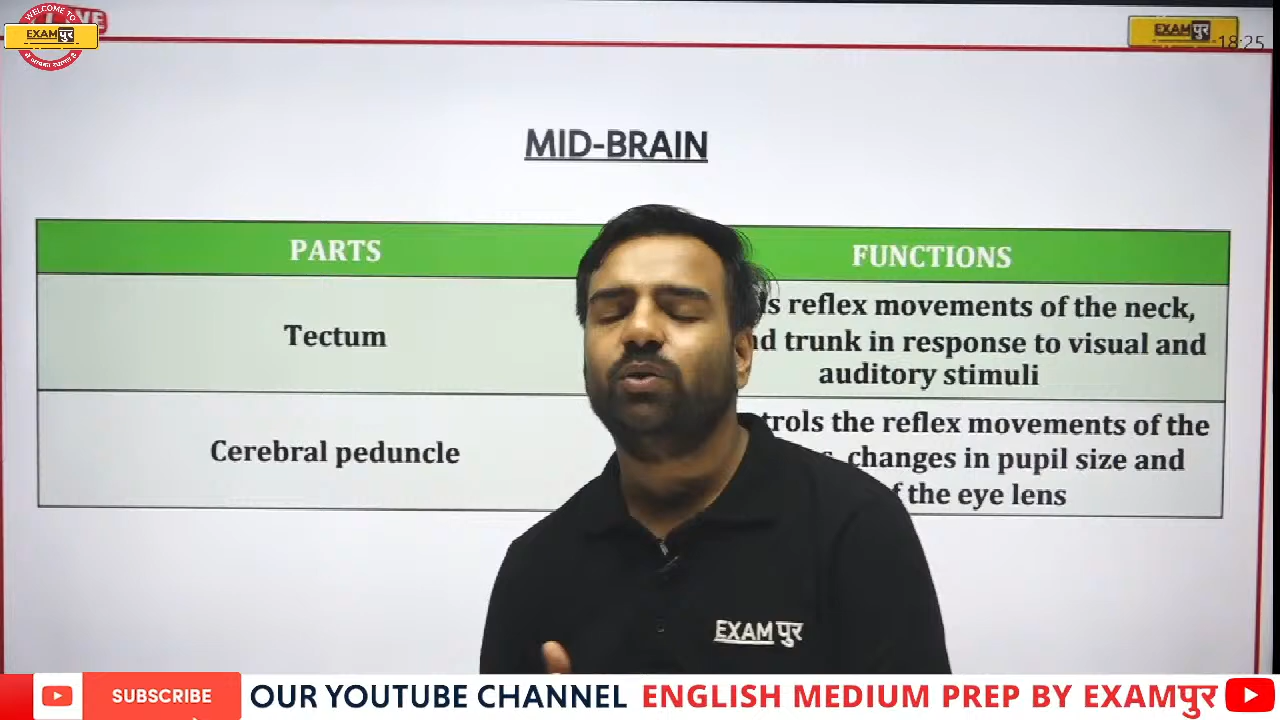 WELCOME TO
LIVE
EXAMपुर
EXAMपुर
18:25
MID-BRAIN
PARTS
FUNCTIONS
reflex movements of the neck,
Tectum
trunk in response to visual and
auditory stimuli
the reflex movements of the
Cerebral peduncle
changes in pupil size and
the eye lens
EXAMपुर
SUBSCRIBE
OUR YOUTUBE CHANNEL ENGLISH MEDIUM PREP BY EXAMपुर